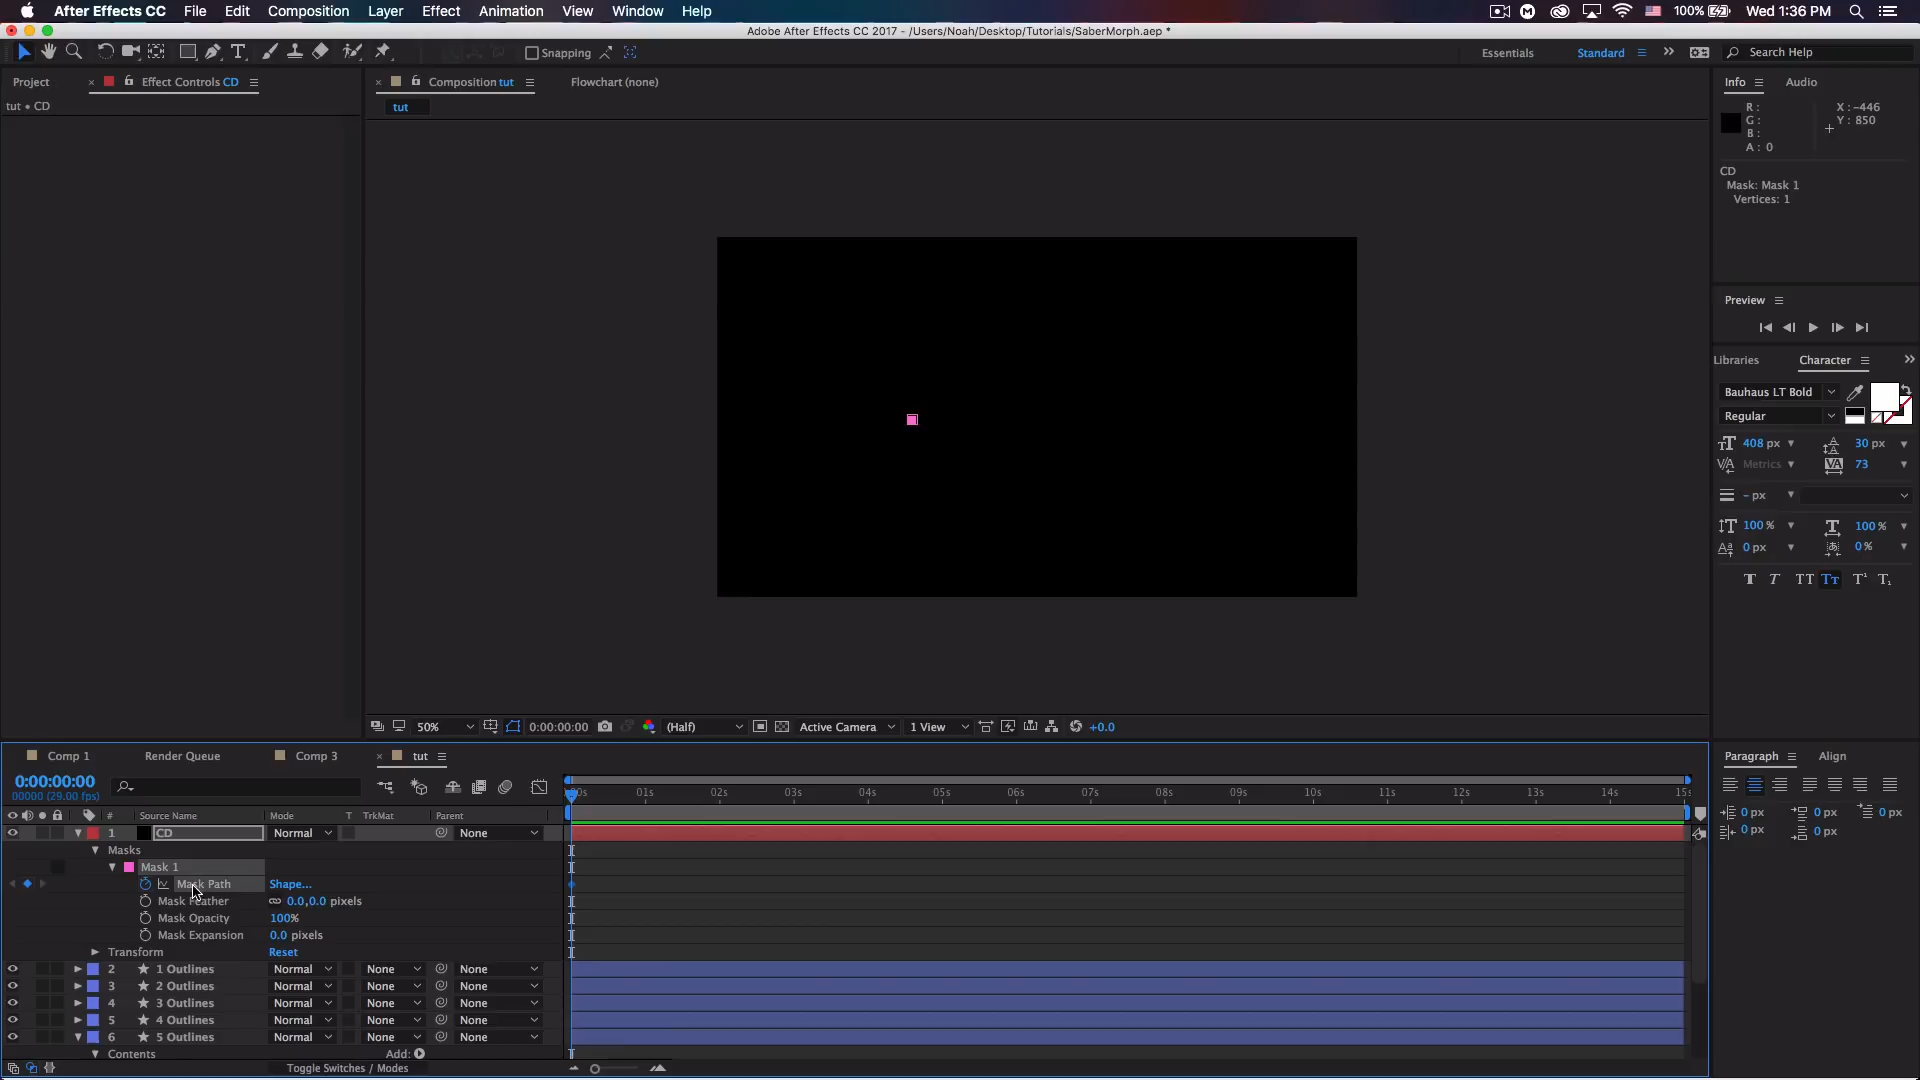 After Effects CC File Edit Composition Layer Effect Animation View Window Help 100% Wed 1:36 PM
Adobe After Effects CC 2017 - /Users/Noah/Desktop/Tutorials/SaberMorph.aep *
Snapping Essentials Standard Search Help
Project Effect Controls CD Composition tut Flowchart (none) Info Audio
tut • CD
tut
R : X : -446
G : Y : 850
B :
A : 0
CD
Mask: Mask 1
Vertices: 1
Preview
Libraries Character
Bauhaus LT Bold
Regular
408 px 30 px
Metrics 73
- px
100 % 100 %
0 px 0 %
T T TT TT T¹ T₁
50% 0:00:00:00 (Half) Active Camera 1 View +0.0
Comp 1 Render Queue Comp 3 tut
Paragraph Align
0:00:00:00
00000 (29.00 fps)
00s 01s 02s 03s 04s 05s 06s 07s 08s 09s 10s 11s 12s 13s 14s 15s
# Source Name Mode T TrkMat Parent
0 px 0 px 0 px
0 px 0 px
1 CD Normal None
Masks
Mask 1
Mask Path Shape...
Mask Feather 0.0,0.0 pixels
Mask Opacity 100%
Mask Expansion 0.0 pixels
Transform Reset
2 1 Outlines Normal None None
3 2 Outlines Normal None None
4 3 Outlines Normal None None
5 4 Outlines Normal None None
6 5 Outlines Normal None None
Contents Add:
Toggle Switches / Modes